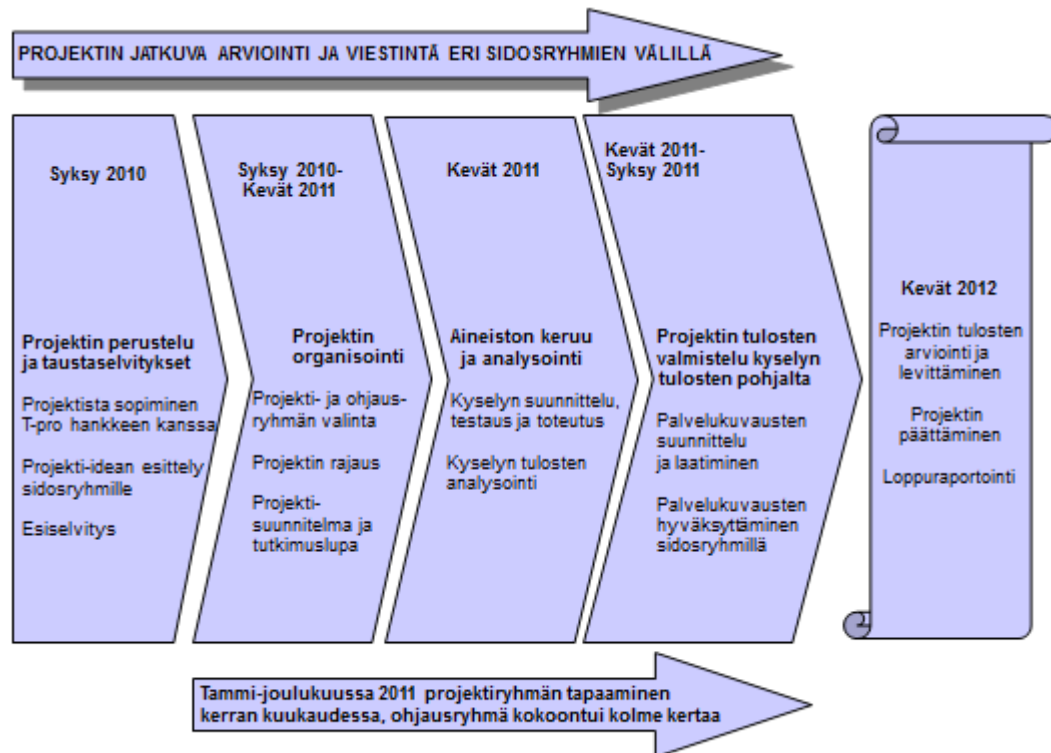 PROJEKTIN JATKUVA ARVIOINTI JA VIESTINTÄ ERI SIDOSRYHMIEN VÄLILLÄ
Syksy 2010
Projektin perustelu
ja taustaselvitykset
Projektista sopiminen
T-pro hankkeen kanssa
Projekti-idean esittely
sidosryhmille
Esiselvitys
Syksy 2010-
Kevät 2011
Projektin
organisointi
Projekti- ja ohjaus-
ryhmän valinta
Projektin rajaus
Projekti-
suunnitelma ja
tutkimuslupa
Kevät 2011
Aineiston keruu
ja analysointi
Kyselyn suunnittelu,
testaus ja toteutus
Kyselyn tulosten
analysointi
Kevät 2011-
Syksy 2011
Projektin tulosten
valmistelu kyselyn
tulosten pohjalta
Palvelukuvausten
suunnittelu
ja laatiminen
Palvelukuvausten
hyväksyttäminen
sidosryhmillä
Kevät 2012
Projektin tulosten
arviointi ja
levittäminen
Projektin
päättäminen
Loppuraportointi
Tammi-joulukuussa 2011 projektiryhmän tapaaminen
kerran kuukaudessa, ohjausryhmä kokoontui kolme kertaa